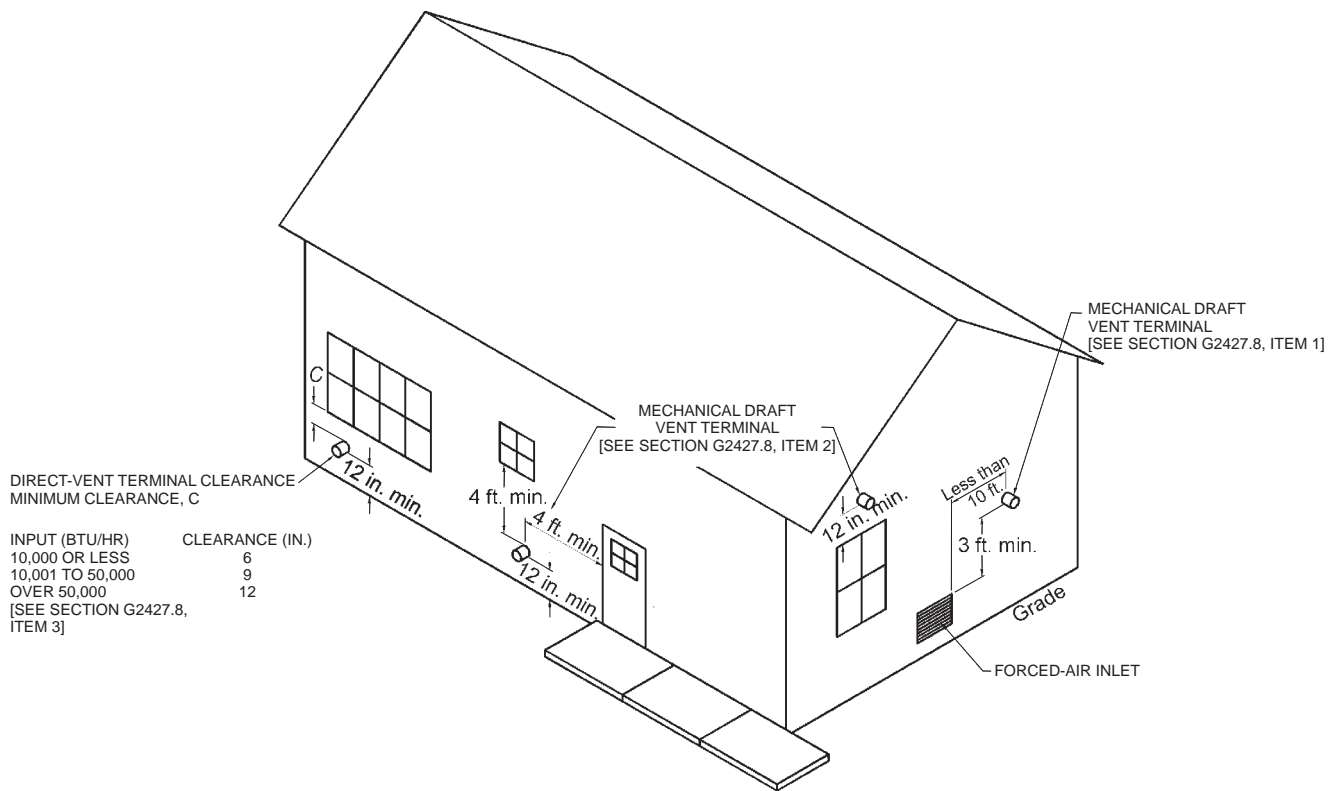 MECHANICAL DRAFT
VENT TERMINAL
[SEE SECTION G2427.8, ITEM 1]
MECHANICAL DRAFT
VENT TERMINAL
[SEE SECTION G2427.8, ITEM 2]
C
12 in. min.
DIRECT-VENT TERMINAL CLEARANCE
MINIMUM CLEARANCE, C
INPUT (BTU/HR) CLEARANCE (IN.)
10,000 OR LESS 6
10,001 TO 50,000 9
OVER 50,000 12
[SEE SECTION G2427.8,
ITEM 3]
4 ft. min.
4 ft. min.
12 in. min.
12 in. min.
Less than
10 ft.
3 ft. min.
Grade
FORCED-AIR INLET